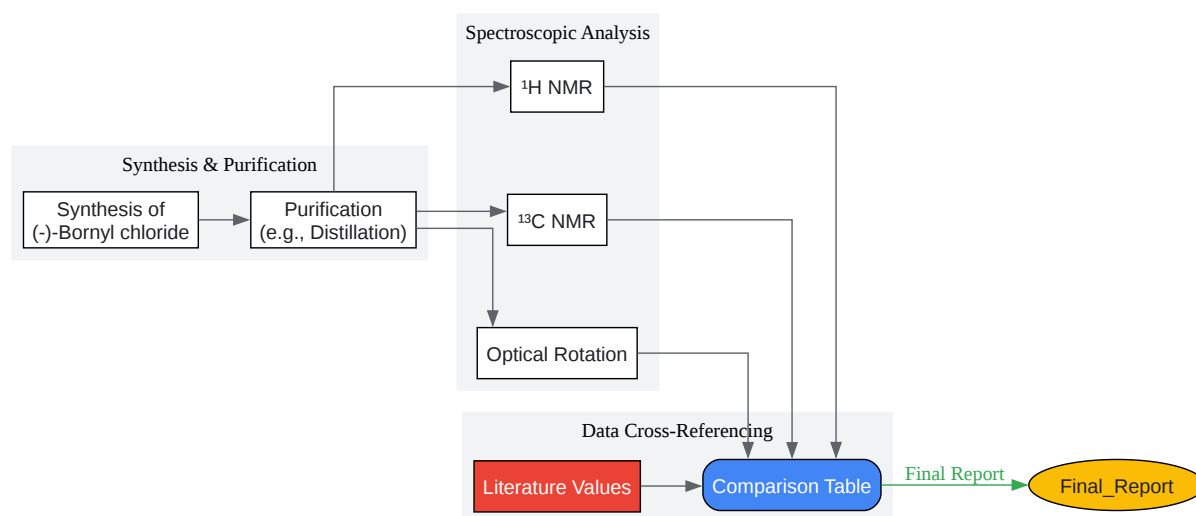 Spectroscopic Analysis
¹H NMR
Synthesis & Purification
Synthesis of
(-)-Bornyl chloride
Purification
(e.g., Distillation)
¹³C NMR
Optical Rotation
Data Cross-Referencing
Literature Values
Comparison Table
Final Report
Final_Report